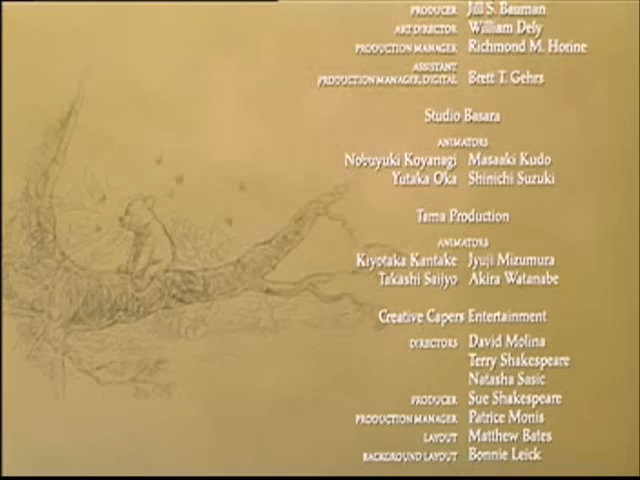 PRODUCER Jill S. Bauman
ART DIRECTOR William Dely
PRODUCTION MANAGER Richmond M. Horine
ASSISTANT
PRODUCTION MANAGER, DIGITAL Brett T. Gehrs
Studio Basara
ANIMATORS
Nobuyuki Koyanagi Masaaki Kudo
Yutaka Oka Shinichi Suzuki
Tama Production
ANIMATORS
Kiyotaka Kantake Jyuji Mizumura
Takashi Saijyo Akira Watanabe
Creative Capers Entertainment
DIRECTORS David Molina
Terry Shakespeare
Natasha Sasic
PRODUCER Sue Shakespeare
PRODUCTION MANAGER Patrice Monis
LAYOUT Matthew Bates
BACKGROUND LAYOUT Bonnie Leick